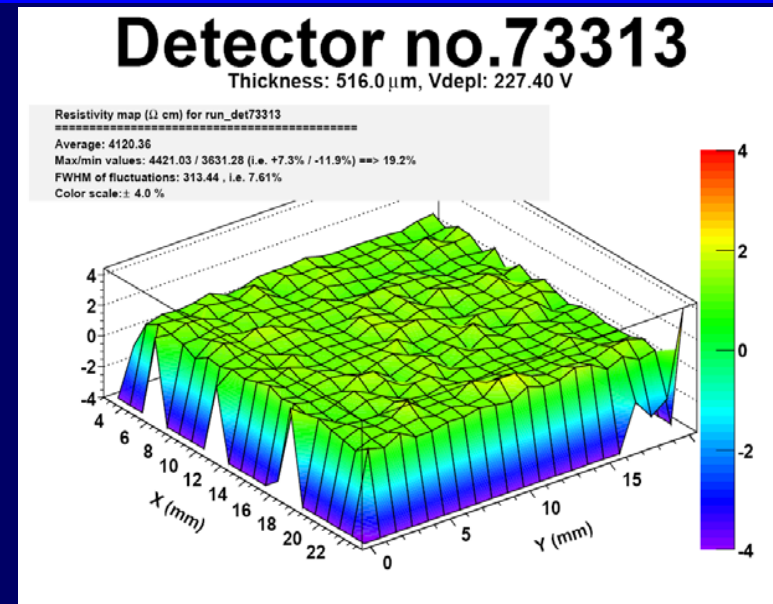 Detector no.73313
Thickness: 516.0 μm, Vdepl: 227.40 V
Resistivity map (Ω cm) for run_det73313
============================================
Average: 4120.36
Max/min values: 4421.03 / 3631.28 (i.e. +7.3% / -11.9%) ==> 19.2%
FWHM of fluctuations: 313.44 , i.e. 7.61%
Color scale:± 4.0 %
4
2
0
-2
-4
4
6
8
10
12
14
16
18
20
22
X (mm)
0
5
10
15
Y (mm)
4
2
0
-2
-4